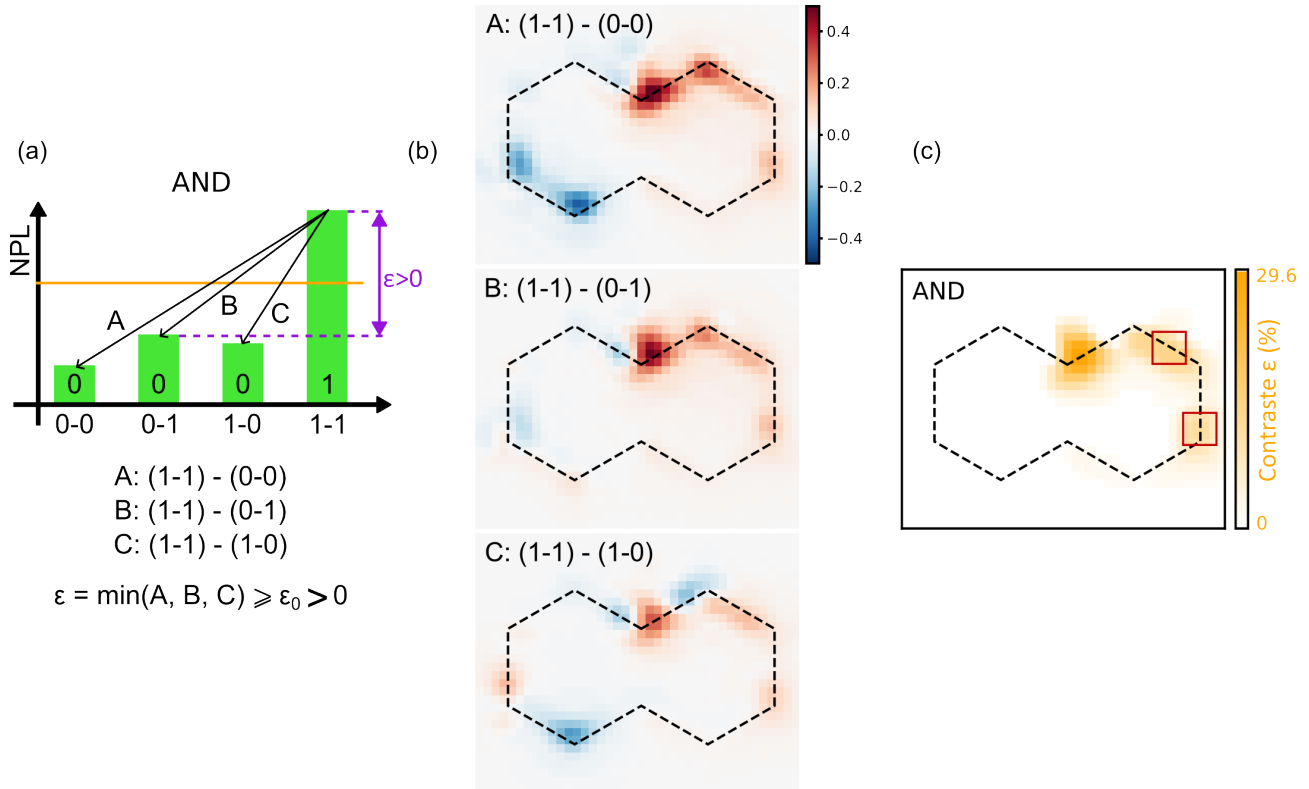 (a)
AND
NPL
A
B
C
ε>0
0
0
0
1
0-0
0-1
1-0
1-1
A: (1-1) - (0-0)
B: (1-1) - (0-1)
C: (1-1) - (1-0)
ε = min(A, B, C) ⩾ ε₀ > 0
(b)
A: (1-1) - (0-0)
0.4
0.2
0.0
−0.2
−0.4
B: (1-1) - (0-1)
C: (1-1) - (1-0)
(c)
AND
29.6
Contraste ε (%)
0